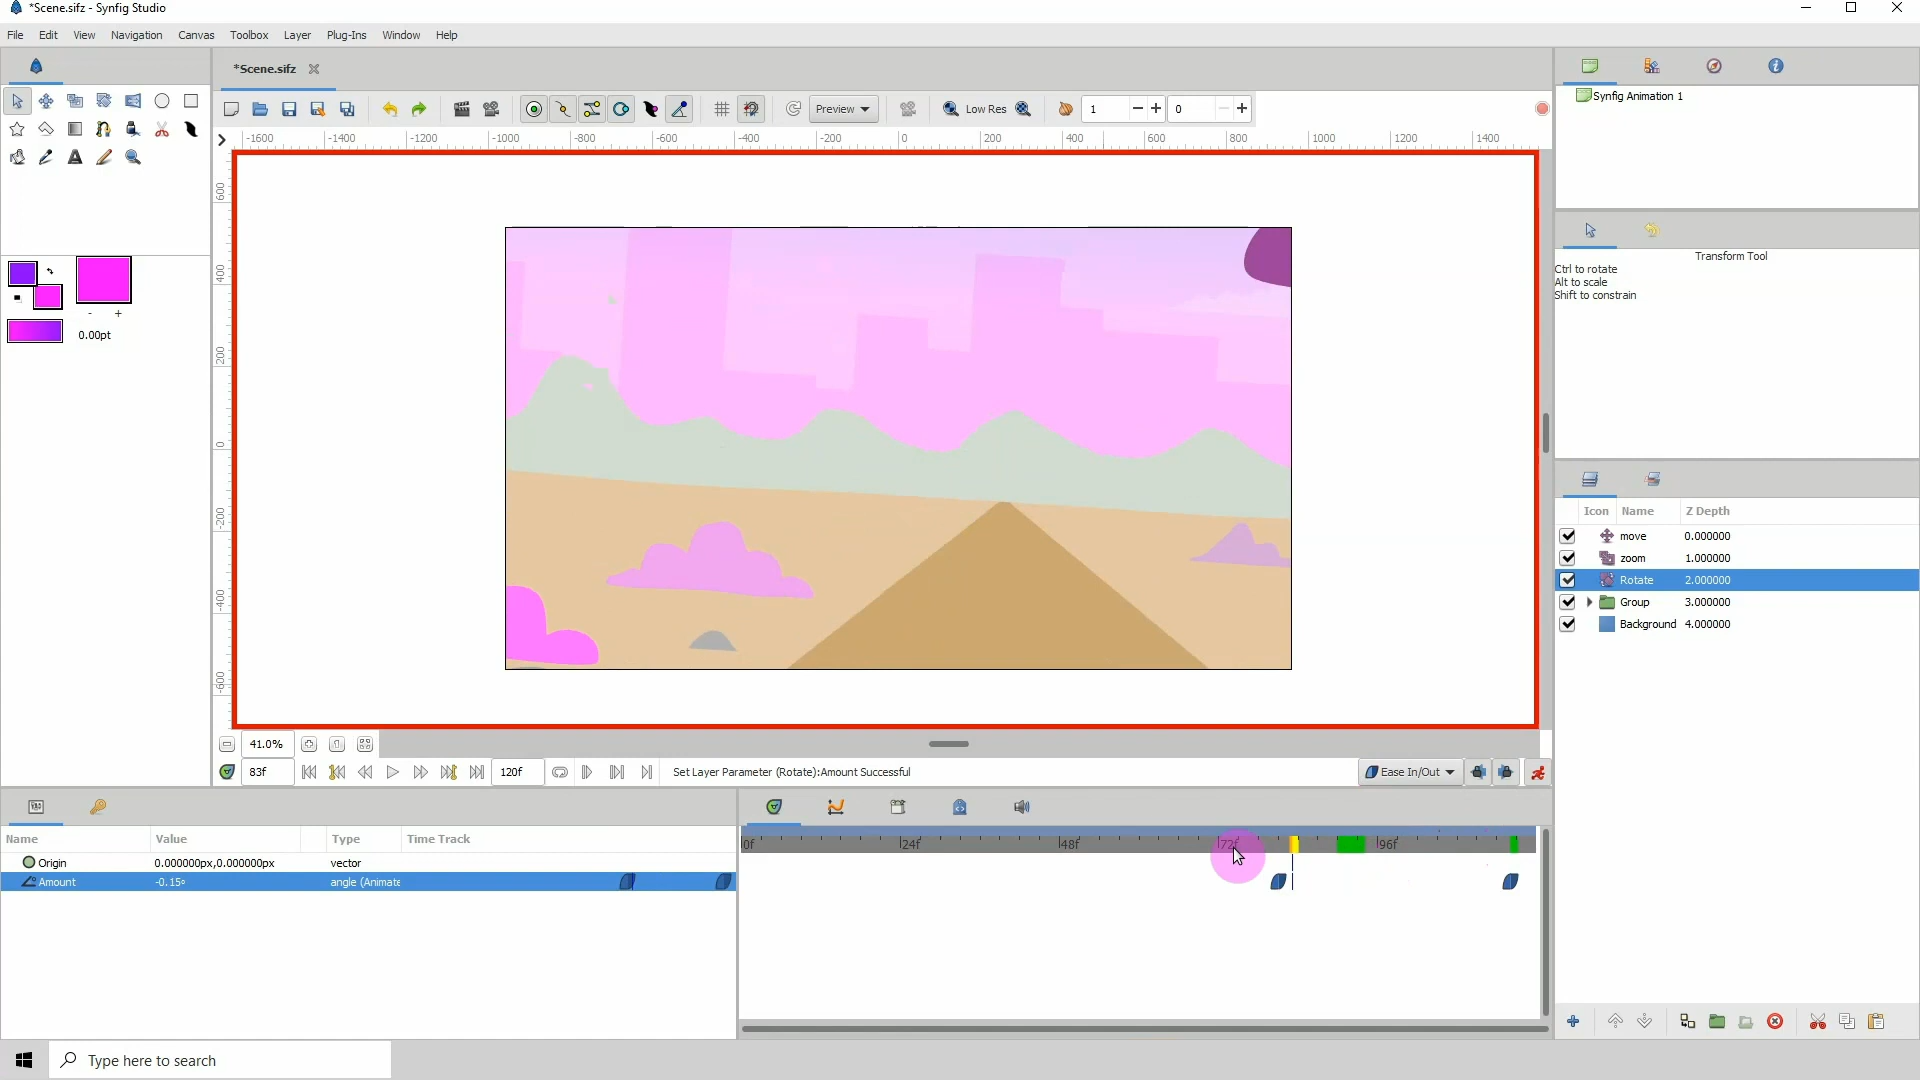 *Scene.sifz - Synfig Studio
File Edit View Navigation Canvas Toolbox Layer Plug-Ins Window Help
*Scene.sifz
Preview Low Res 1 0
-1600 -1400 -1200 -1000 -800 -600 -400 -200 0 200 400 600 800 1000 1200 1400
600
400
200
0
-200
-400
-600
- +
0.00pt
Synfig Animation 1
Transform Tool
Ctrl to rotate
Alt to scale
Shift to constrain
Icon Name Z Depth
move 0.000000
zoom 1.000000
Rotate 2.000000
Group 3.000000
Background 4.000000
41.0%
83f 120f Set Layer Parameter (Rotate):Amount Successful Ease In/Out
Name Value Type Time Track
Origin 0.000000px,0.000000px vector
Amount -0.15° angle (Animate
0f 24f 48f 72f 96f
Type here to search